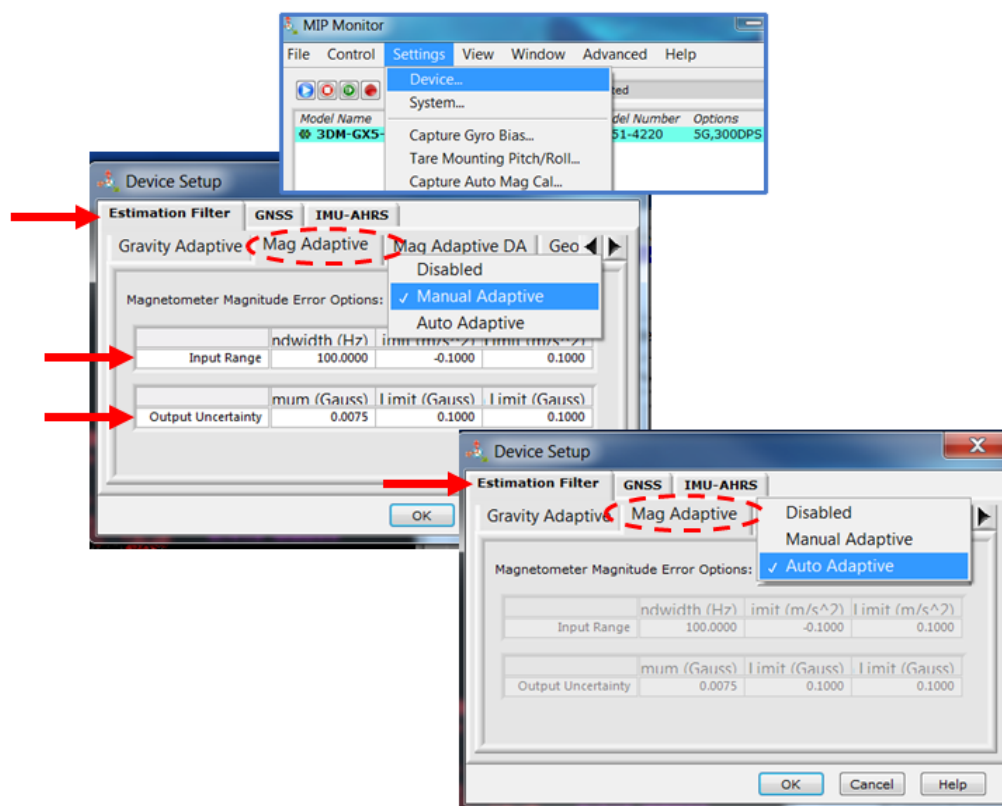 MIP Monitor
File Control Settings View Window Advanced Help
Device...
System...
Capture Gyro Bias...
Tare Mounting Pitch/Roll...
Capture Auto Mag Cal...
Model Name Number Options
3DM-GX5- 51-4220 5G,300DPS
Device Setup
Estimation Filter GNSS IMU-AHRS
Gravity Adaptive Mag Adaptive Mag Adaptive DA Geo
Disabled
✓ Manual Adaptive
Auto Adaptive
Magnetometer Magnitude Error Options:
ndwidth (Hz) imit (m/s^2) Limit (m/s^2)
Input Range 100.0000 -0.1000 0.1000
mum (Gauss) Limit (Gauss) Limit (Gauss)
Output Uncertainty 0.0075 0.1000 0.1000
OK
Device Setup
Estimation Filter GNSS IMU-AHRS
Gravity Adaptive Mag Adaptive
Disabled
Manual Adaptive
✓ Auto Adaptive
Magnetometer Magnitude Error Options:
ndwidth (Hz) imit (m/s^2) Limit (m/s^2)
Input Range 100.0000 -0.1000 0.1000
mum (Gauss) Limit (Gauss) Limit (Gauss)
Output Uncertainty 0.0075 0.1000 0.1000
OK Cancel Help